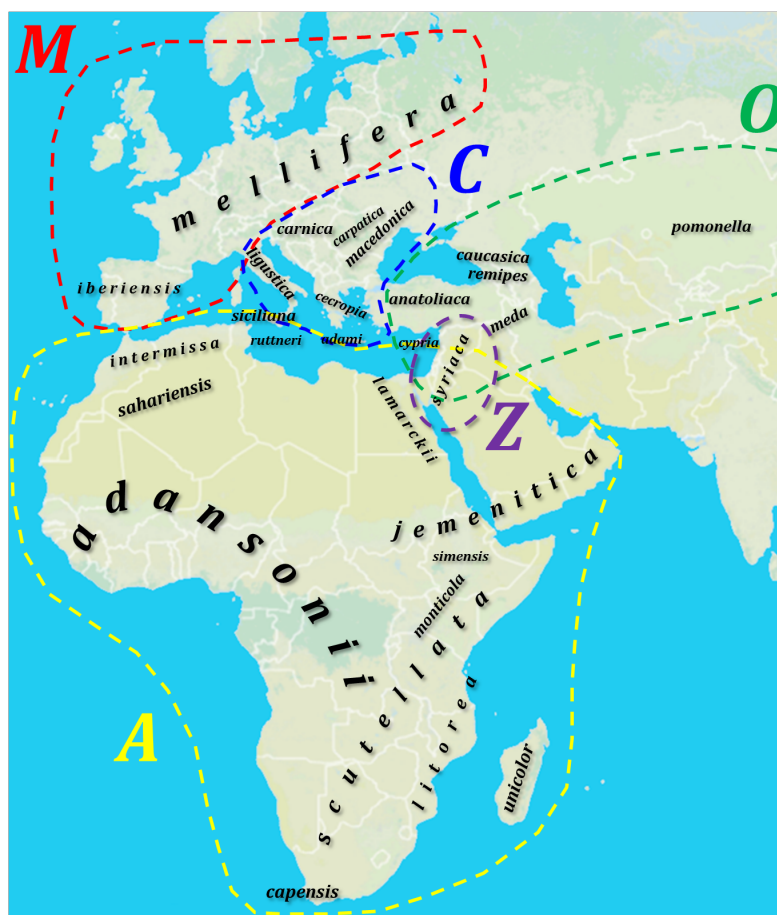 M
O
mellifera
C
carnica
carpatica
macedonica
pomonella
ligustica
caucasica
remipes
iberiensis
anatoliaca
cecropia
siciliana
meda
ruttneri
udami
cypria
intermissa
syriaca
sahariensis
lamarckii
Z
adansonii
jemenitica
simensis
monticola
scutellata
litorea
A
unicolor
capensis